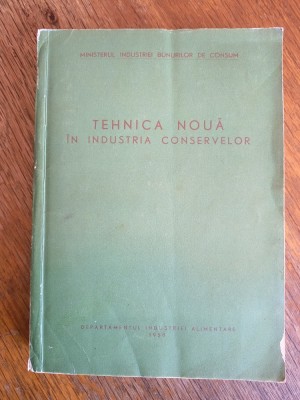 MINISTERUL INDUSTRIEI BUNURILOR DE CONSUM
TEHNICA NOUĂ
ÎN INDUSTRIA CONSERVELOR
DEPARTAMENTUL INDUSTRIEI ALIMENTARE